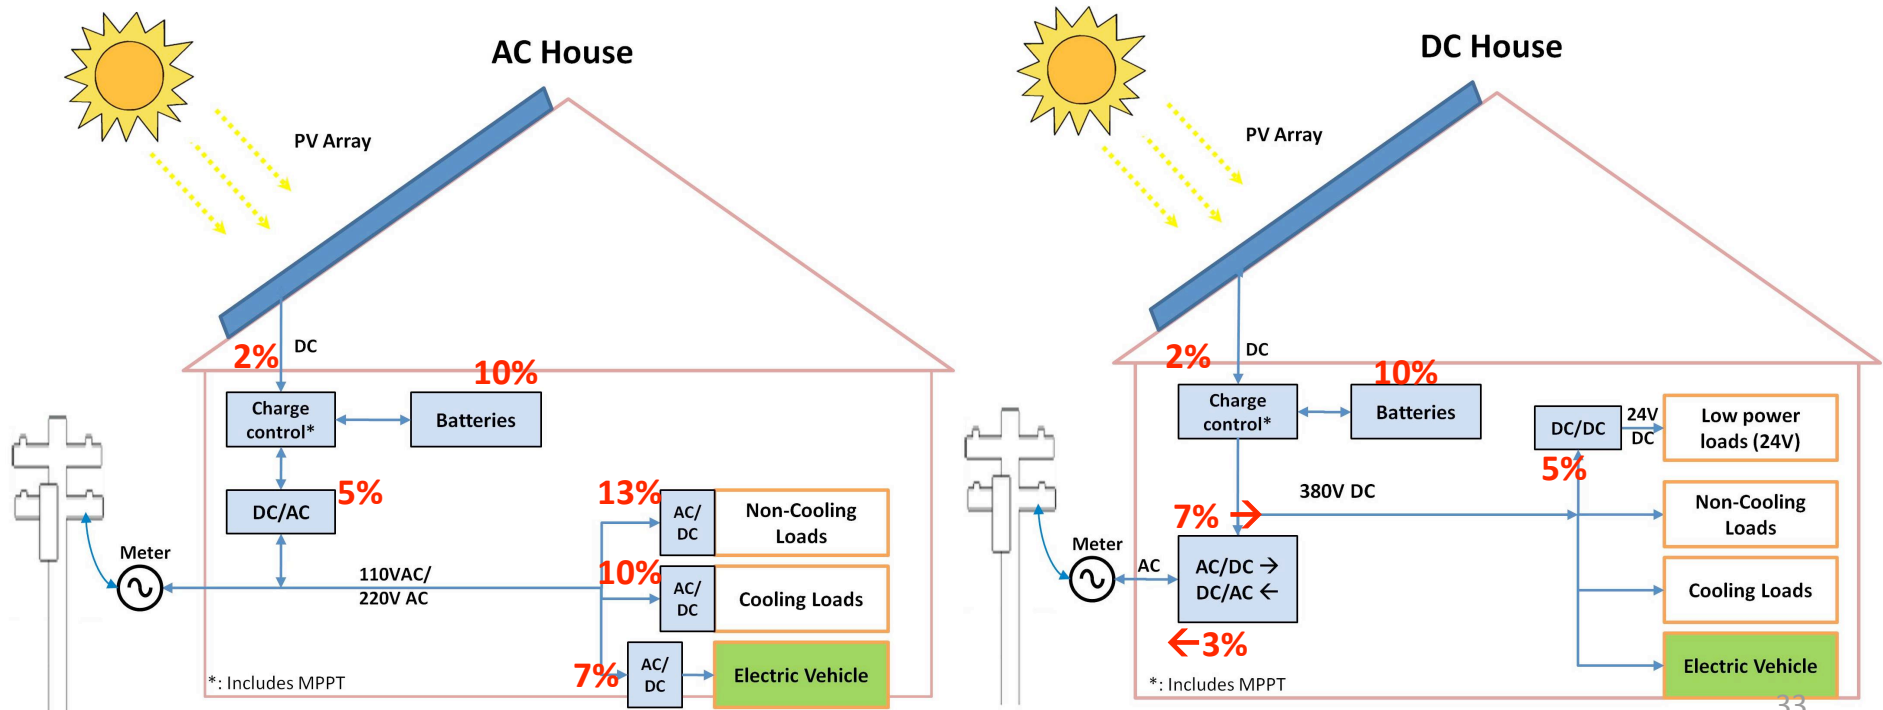 AC House
PV Array
2%
DC
10%
Charge
control*
Batteries
DC/AC
5%
13%
AC/
DC
Non-Cooling
Loads
Meter
110VAC/
220V AC
10%
AC/
DC
Cooling Loads
7%
AC/
DC
Electric Vehicle
*: Includes MPPT
DC House
PV Array
2%
DC
10%
Charge
control*
Batteries
DC/DC
24V
DC
Low power
loads (24V)
5%
380V DC
7% →
Non-Cooling
Loads
Meter
AC
AC/DC →
DC/AC ←
Cooling Loads
←3%
Electric Vehicle
*: Includes MPPT
33